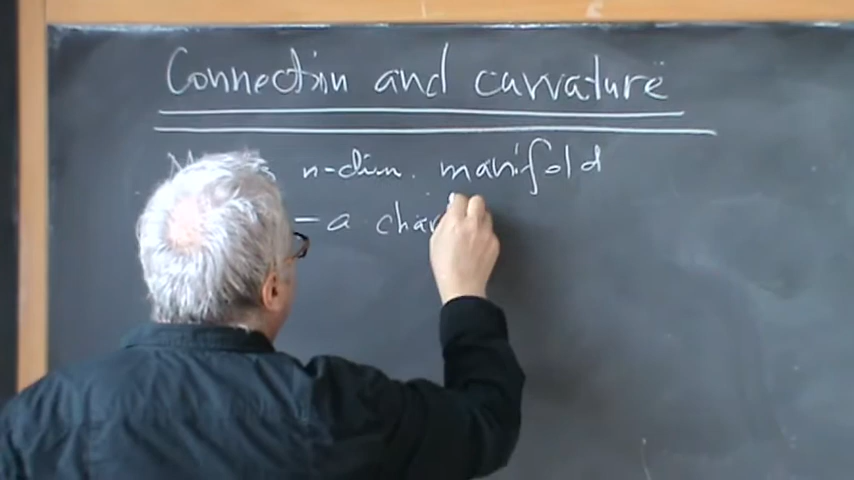 Connection and curvature
n-dim. manifold
- a char